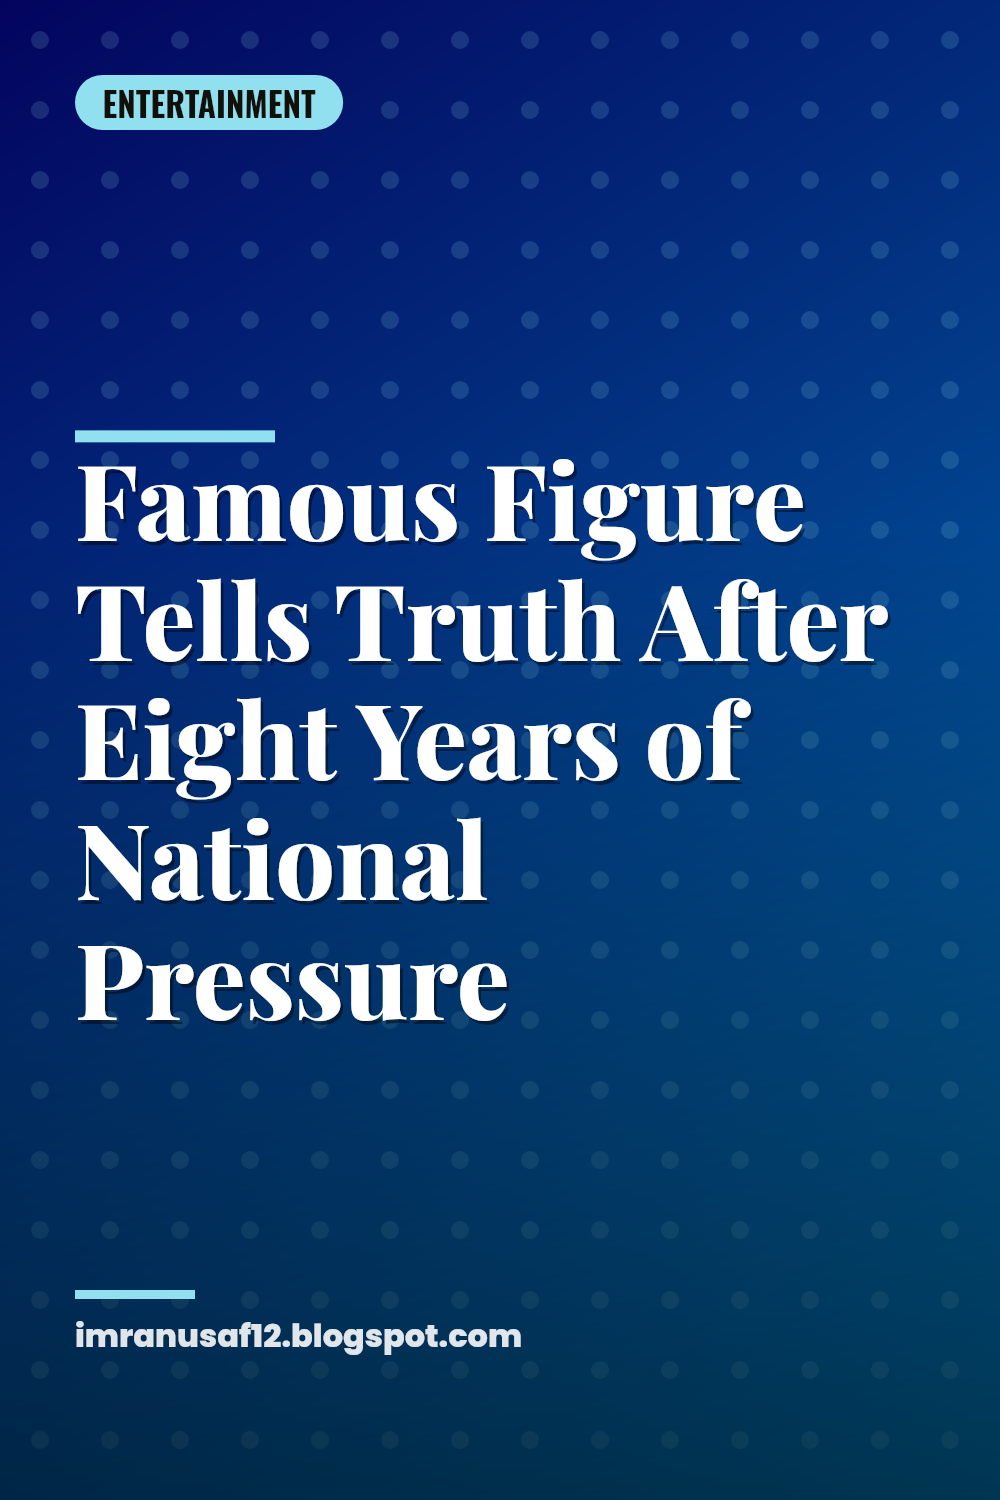 ENTERTAINMENT
Famous Figure
Tells Truth After
Eight Years of
National
Pressure
imranusaf12.blogspot.com